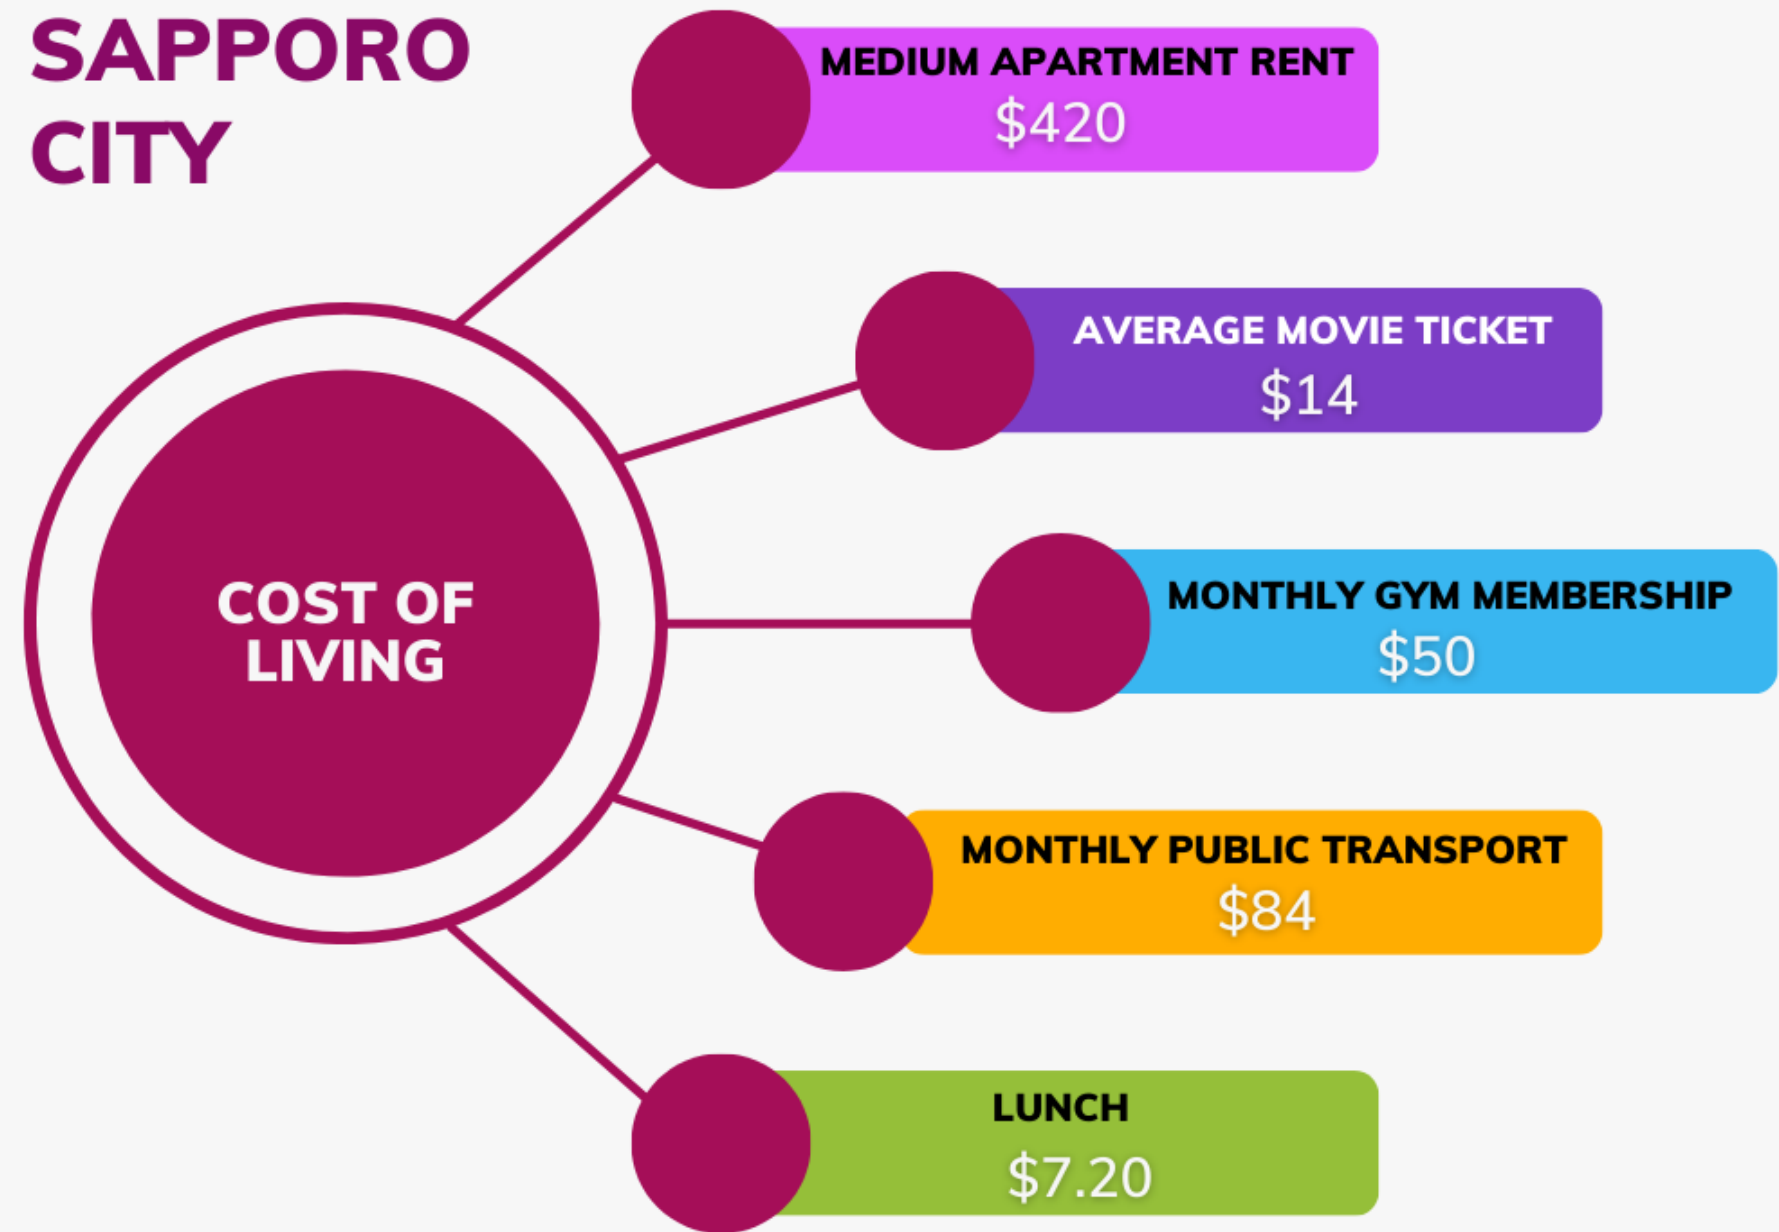 SAPPORO
CITY
MEDIUM APARTMENT RENT
$420
AVERAGE MOVIE TICKET
$14
COST OF
LIVING
MONTHLY GYM MEMBERSHIP
$50
MONTHLY PUBLIC TRANSPORT
$84
LUNCH
$7.20